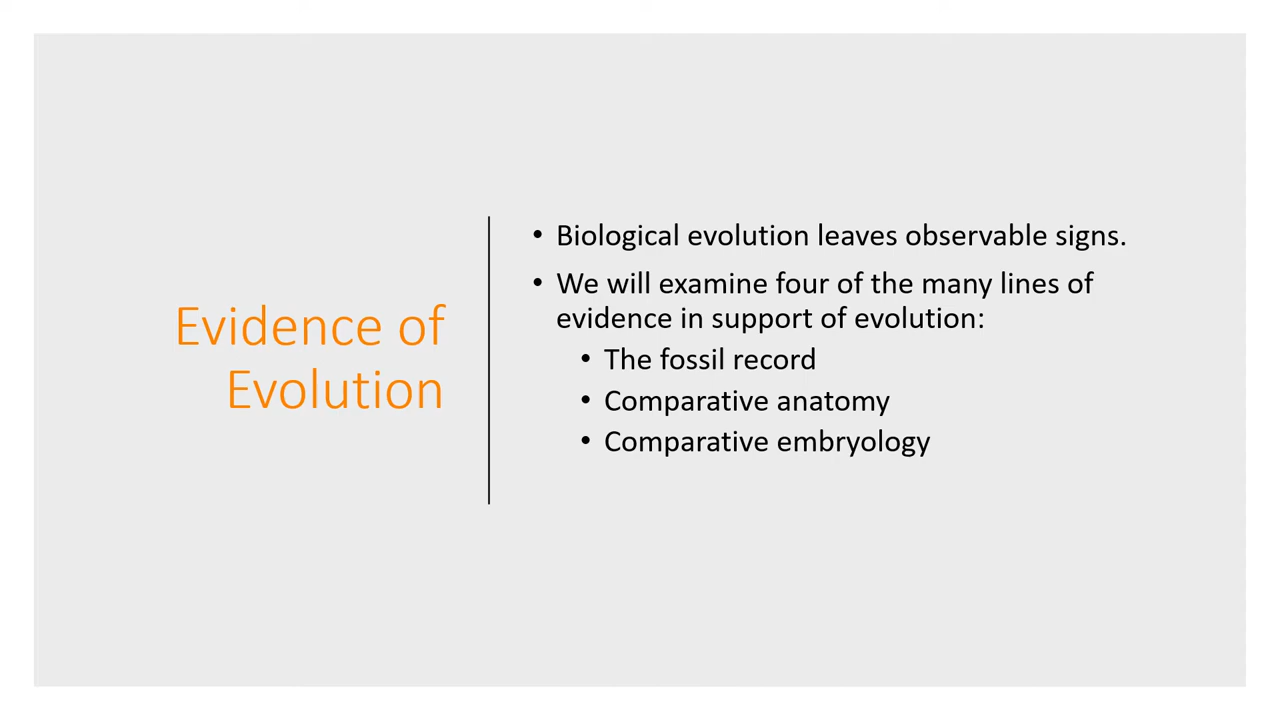 Evidence of
Evolution
• Biological evolution leaves observable signs.
• We will examine four of the many lines of
evidence in support of evolution:
• The fossil record
• Comparative anatomy
• Comparative embryology